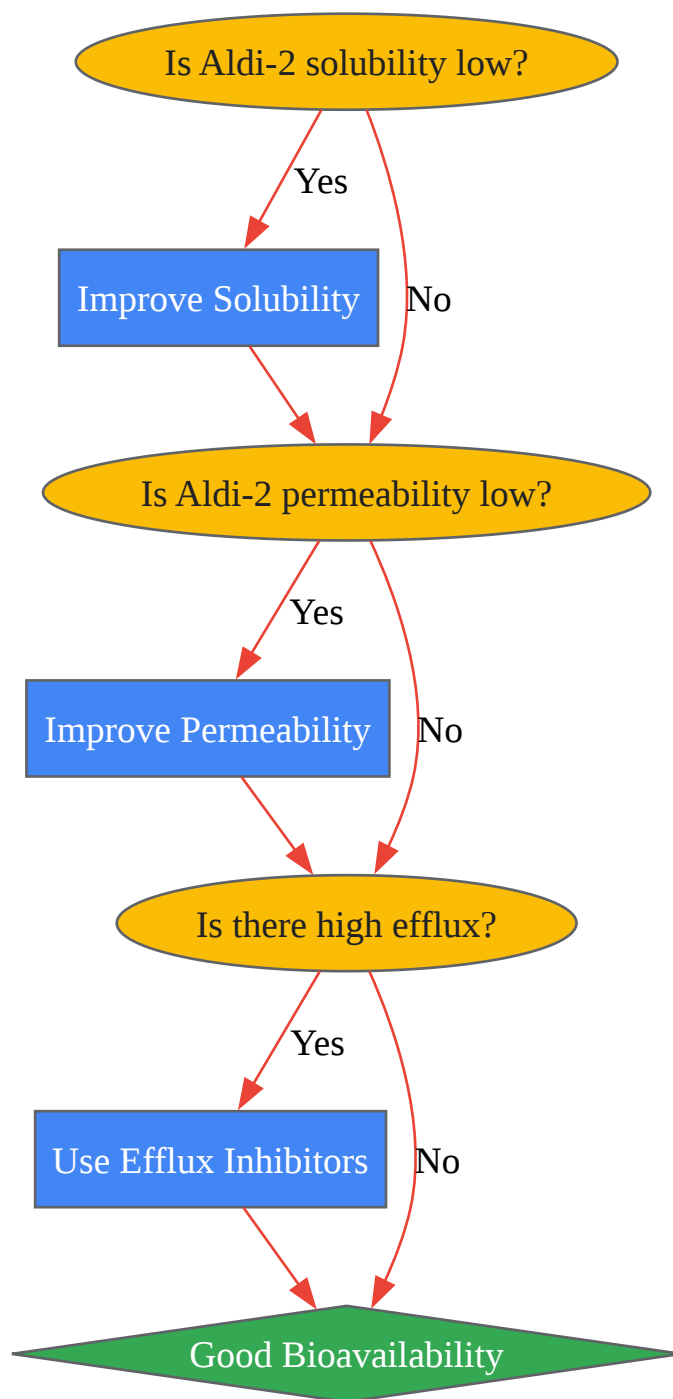 Is Aldi-2 solubility low?
Yes
Improve Solubility
No
Is Aldi-2 permeability low?
Yes
Improve Permeability
No
Is there high efflux?
Yes
Use Efflux Inhibitors
No
Good Bioavailability